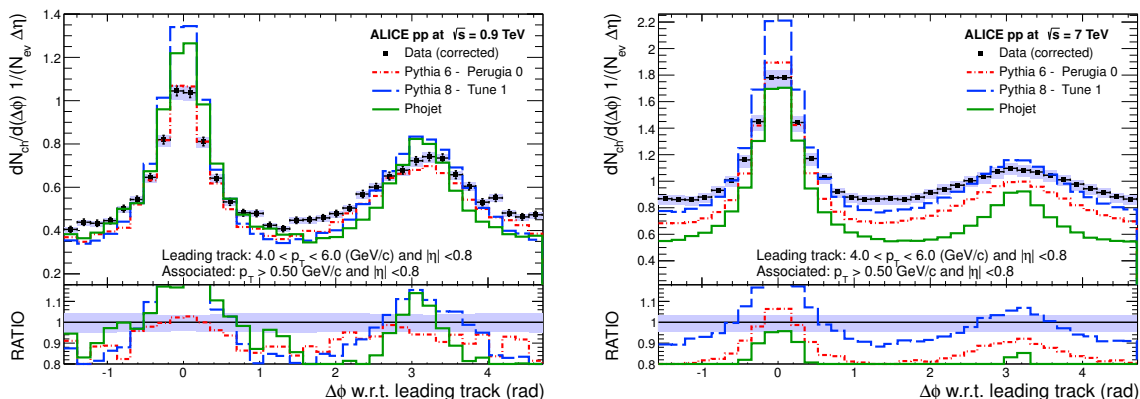 ALICE pp at √s = 0.9 TeV
Data (corrected)
Pythia 6 - Perugia 0
Pythia 8 - Tune 1
Phojet
dN_ch/d(Δϕ) 1/(N_ev Δη)
1.4
1.2
1
0.8
0.6
0.4
0.2
Leading track: 4.0 < p_T < 6.0 (GeV/c) and |η| <0.8
Associated: p_T > 0.50 GeV/c and |η| <0.8
RATIO
1.1
1
0.9
0.8
-1 0 1 2 3 4
Δϕ w.r.t. leading track (rad)
ALICE pp at √s = 7 TeV
Data (corrected)
Pythia 6 - Perugia 0
Pythia 8 - Tune 1
Phojet
dN_ch/d(Δϕ) 1/(N_ev Δη)
2.2
2.0
1.8
1.6
1.4
1.2
1.0
0.8
0.6
0.4
Leading track: 4.0 < p_T < 6.0 (GeV/c) and |η| <0.8
Associated: p_T > 0.50 GeV/c and |η| <0.8
RATIO
1.1
1
0.9
0.8
-1 0 1 2 3 4
Δϕ w.r.t. leading track (rad)